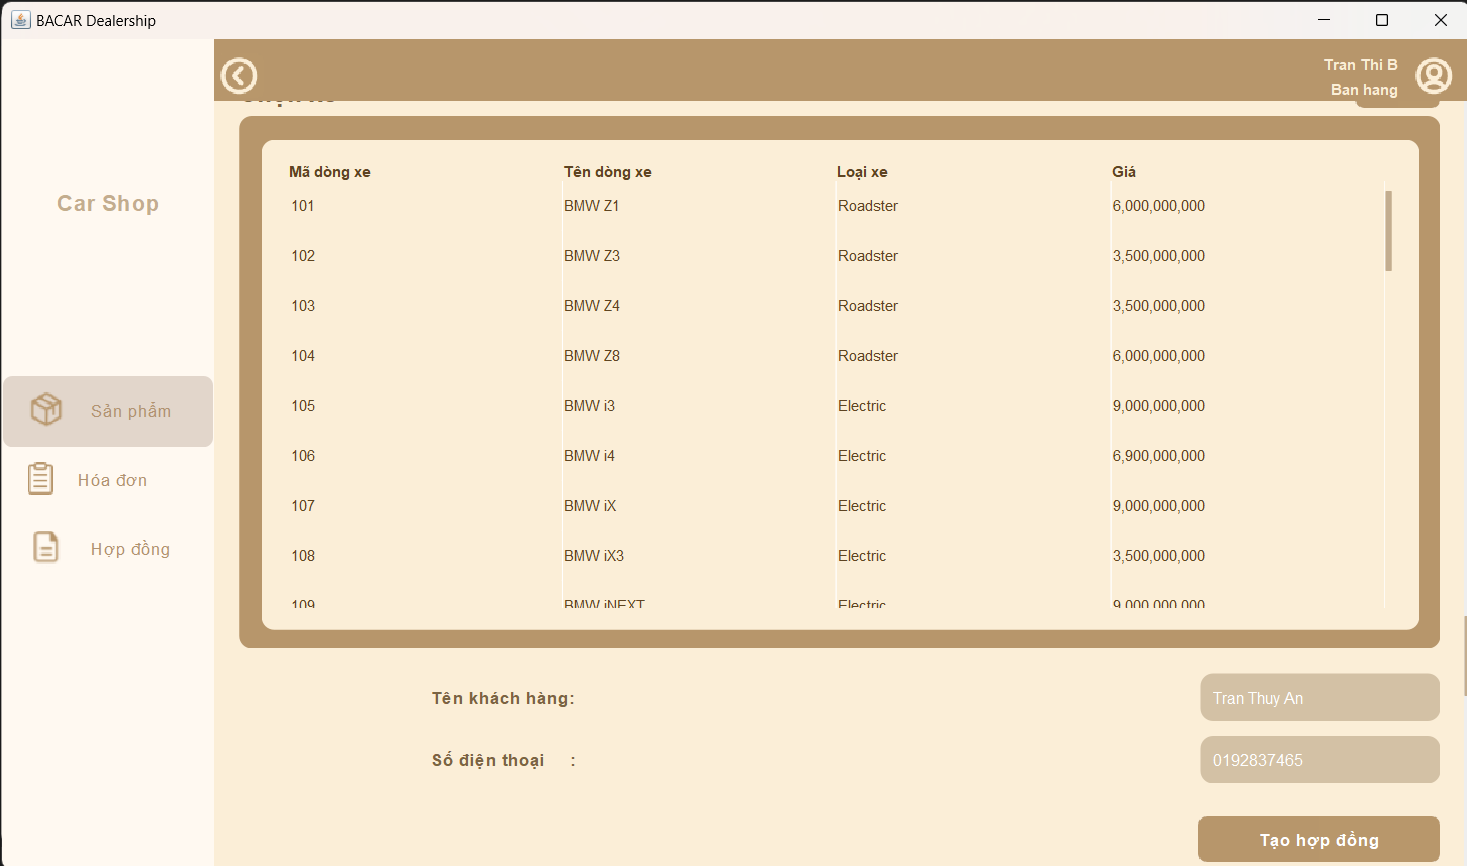 BACAR Dealership
Tran Thi B
Ban hang
Car Shop
Sản phẩm
Hóa đơn
Hợp đồng
Mã dòng xe Tên dòng xe Loại xe Giá
101 BMW Z1 Roadster 6,000,000,000
102 BMW Z3 Roadster 3,500,000,000
103 BMW Z4 Roadster 3,500,000,000
104 BMW Z8 Roadster 6,000,000,000
105 BMW i3 Electric 9,000,000,000
106 BMW i4 Electric 6,900,000,000
107 BMW iX Electric 9,000,000,000
108 BMW iX3 Electric 3,500,000,000
109 BMW iNEXT Electric 9,000,000,000
Tên khách hàng: Tran Thuy An
Số điện thoại : 0192837465
Tạo hợp đồng